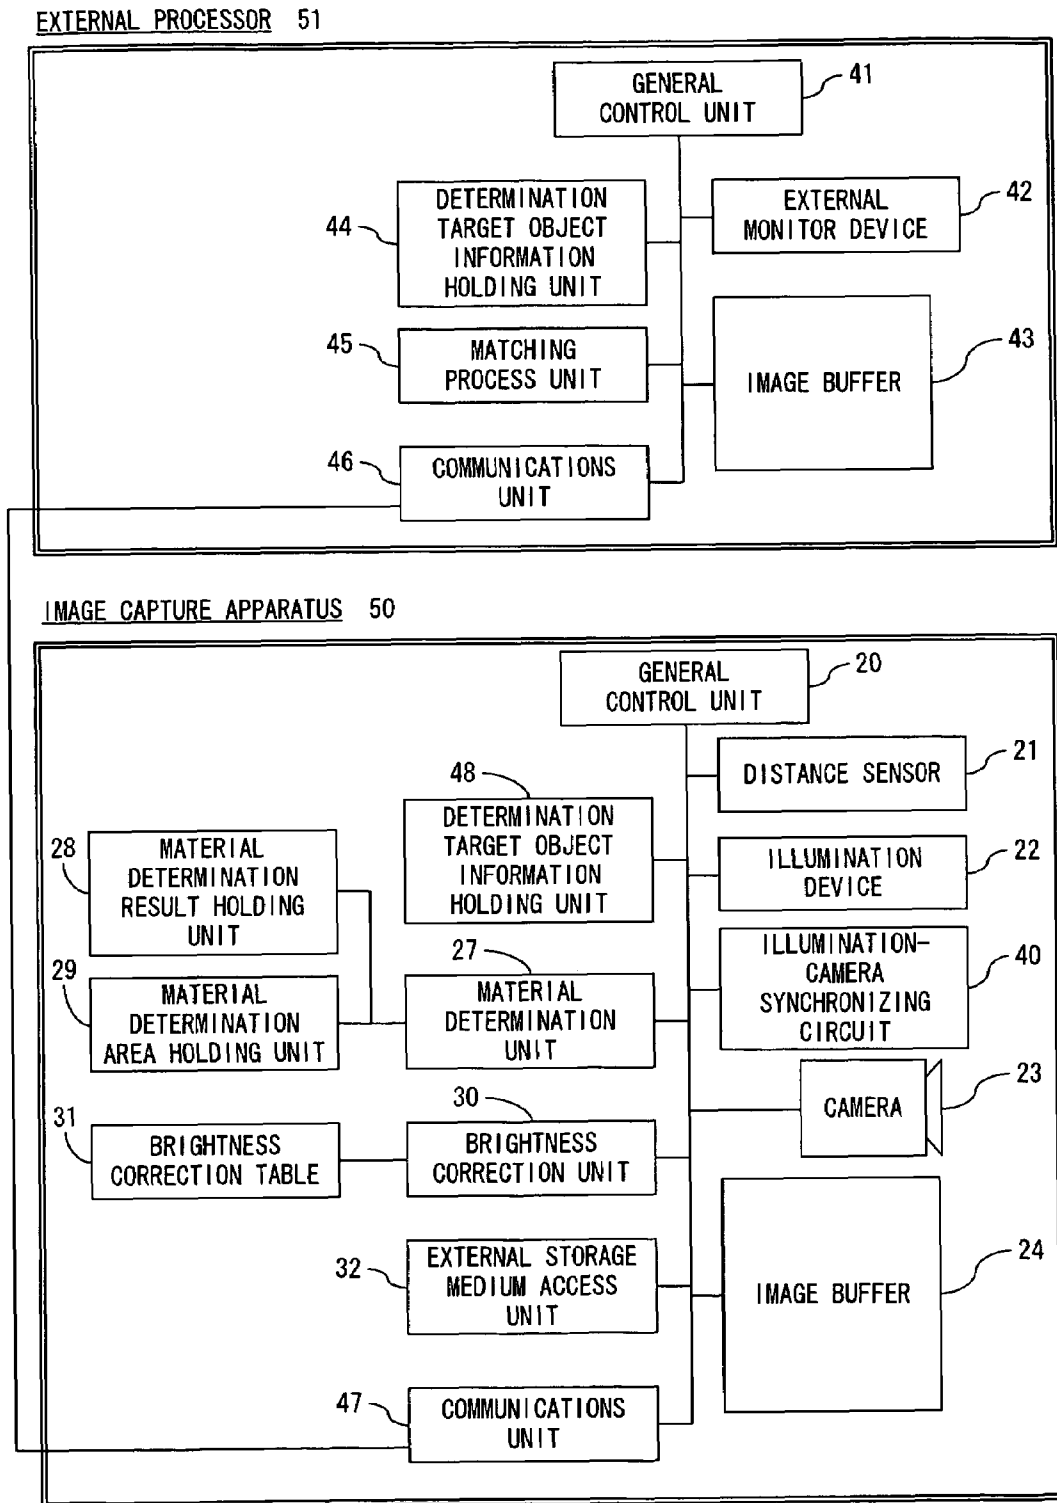 EXTERNAL PROCESSOR 51
GENERAL
CONTROL UNIT
41
DETERMINATION
TARGET OBJECT
INFORMATION
HOLDING UNIT
44
EXTERNAL
MONITOR DEVICE
42
MATCHING
PROCESS UNIT
45
IMAGE BUFFER
43
COMMUNICATIONS
UNIT
46
IMAGE CAPTURE APPARATUS 50
GENERAL
CONTROL UNIT
20
DISTANCE SENSOR
21
48
DETERMINATION
TARGET OBJECT
INFORMATION
HOLDING UNIT
28
MATERIAL
DETERMINATION
RESULT HOLDING
UNIT
ILLUMINATION
DEVICE
22
29
MATERIAL
DETERMINATION
AREA HOLDING UNIT
27
MATERIAL
DETERMINATION
UNIT
ILLUMINATION-
CAMERA
SYNCHRONIZING
CIRCUIT
40
CAMERA
23
31
BRIGHTNESS
CORRECTION TABLE
30
BRIGHTNESS
CORRECTION UNIT
32
EXTERNAL STORAGE
MEDIUM ACCESS
UNIT
IMAGE BUFFER
24
47
COMMUNICATIONS
UNIT